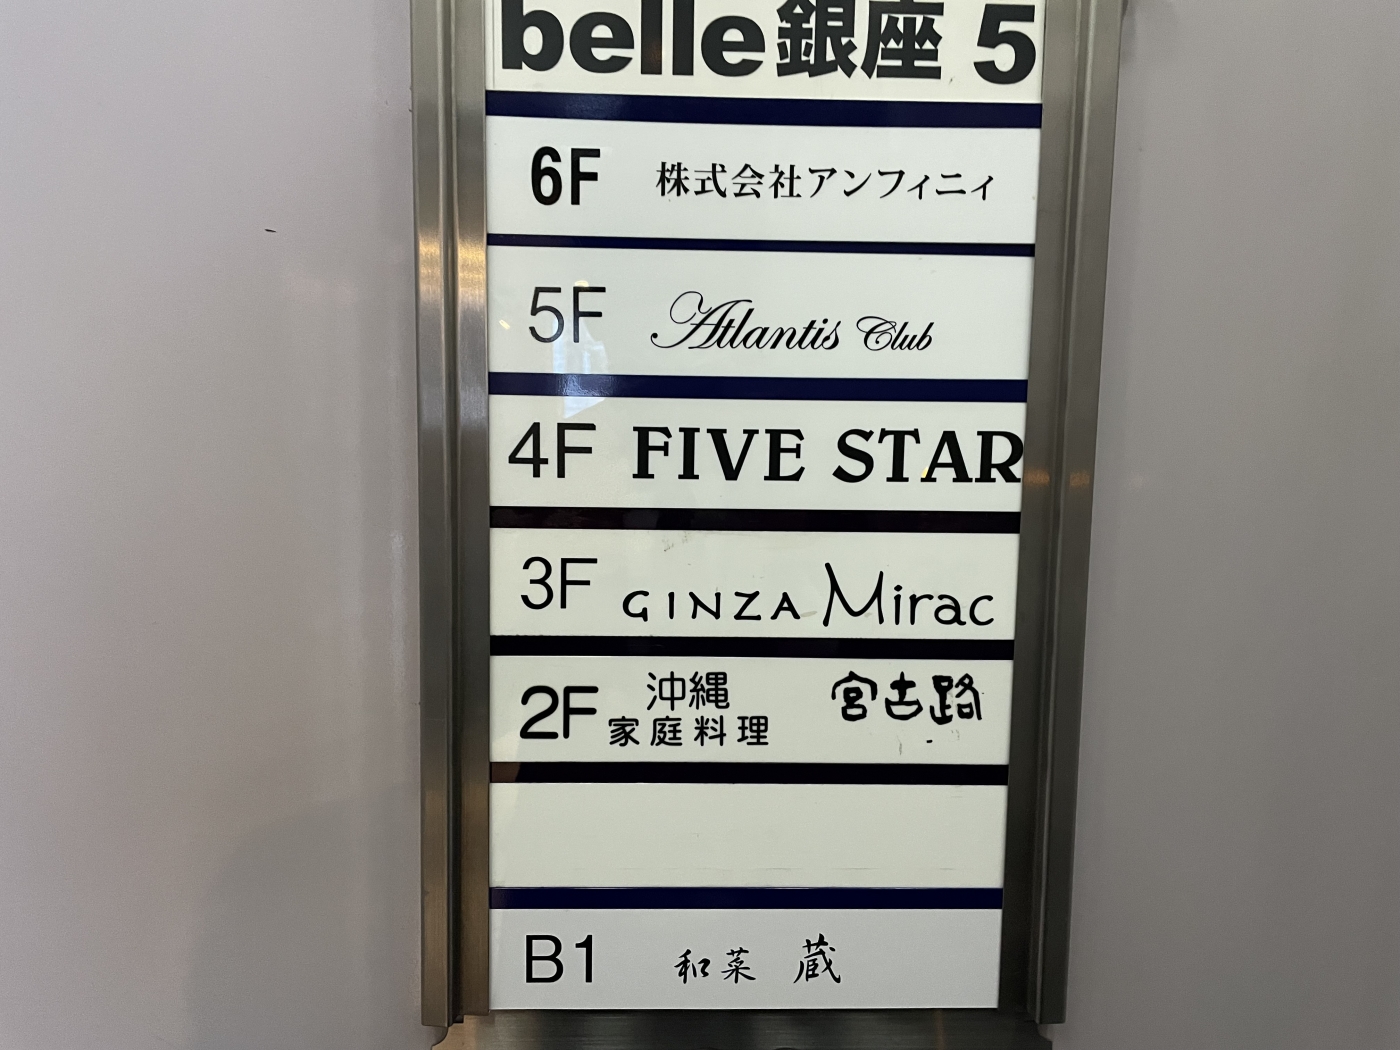 belle銀座 5
6F 株式会社アンフィニィ
5F Atlantis Club
4F FIVE STAR
3F GINZA Mirac
2F 沖縄 家庭料理 宮古路
B1 和菜 蔵